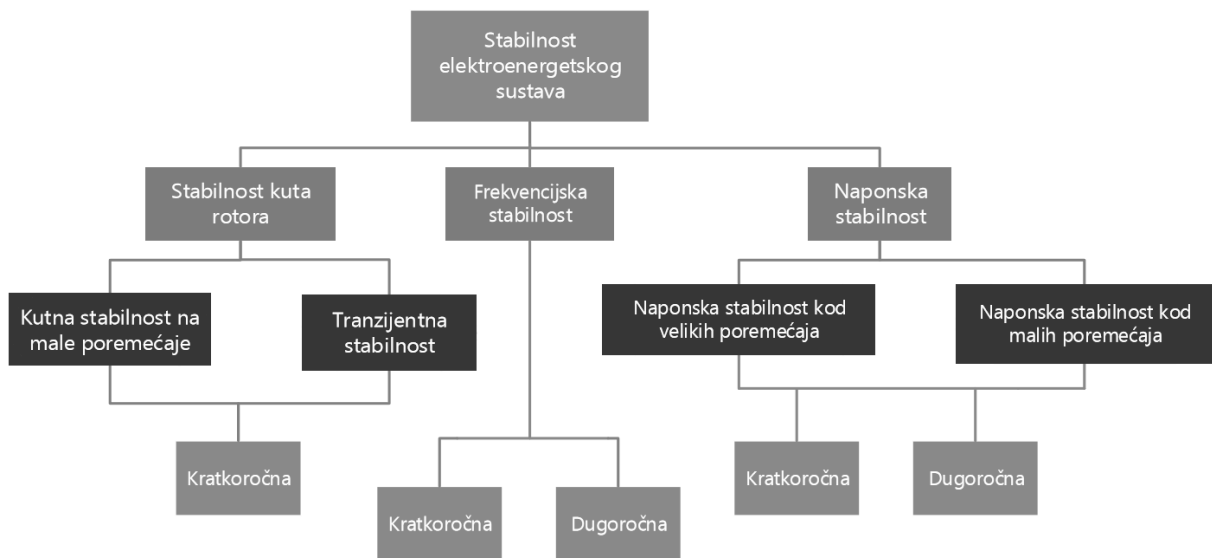 Stabilnost
elektroenergetskog
sustava
Stabilnost kuta
rotora
Frekvencijska
stabilnost
Naponska
stabilnost
Kutna stabilnost na
male poremećaje
Tranzijentna
stabilnost
Naponska stabilnost kod
velikih poremećaja
Naponska stabilnost kod
malih poremećaja
Kratkoročna
Kratkoročna
Dugoročna
Kratkoročna
Dugoročna